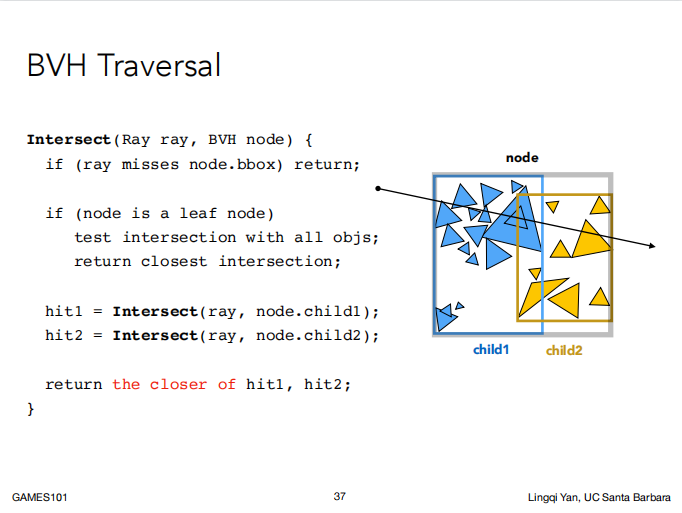 BVH Traversal
Intersect(Ray ray, BVH node) {
if (ray misses node.bbox) return;
if (node is a leaf node)
test intersection with all objs;
return closest intersection;
hit1 = Intersect(ray, node.child1);
hit2 = Intersect(ray, node.child2);
return the closer of hit1, hit2;
}
node
child1
child2
GAMES101
37
Lingqi Yan, UC Santa Barbara